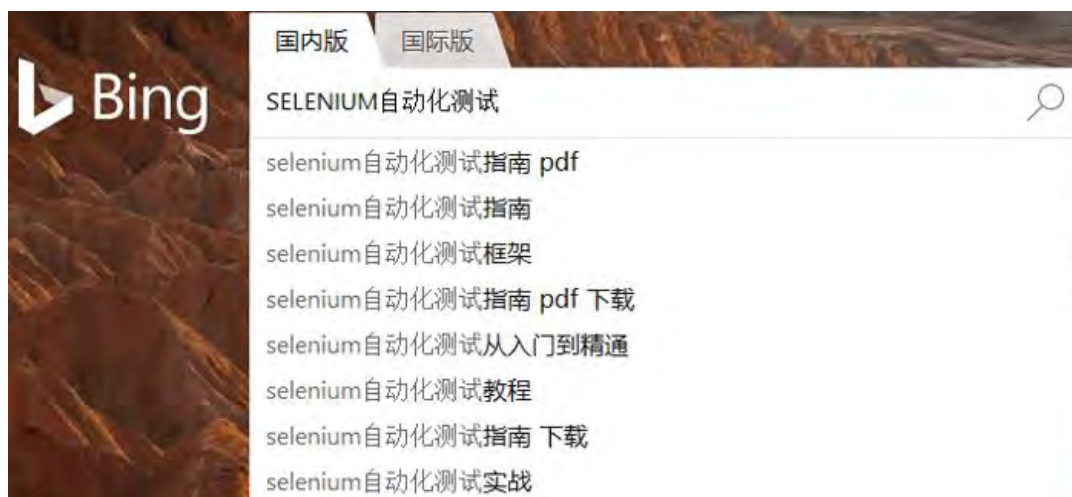 国内版 国际版
Bing
SELENIUM自动化测试
selenium自动化测试指南 pdf
selenium自动化测试指南
selenium自动化测试框架
selenium自动化测试指南 pdf 下载
selenium自动化测试从入门到精通
selenium自动化测试教程
selenium自动化测试指南 下载
selenium自动化测试实战